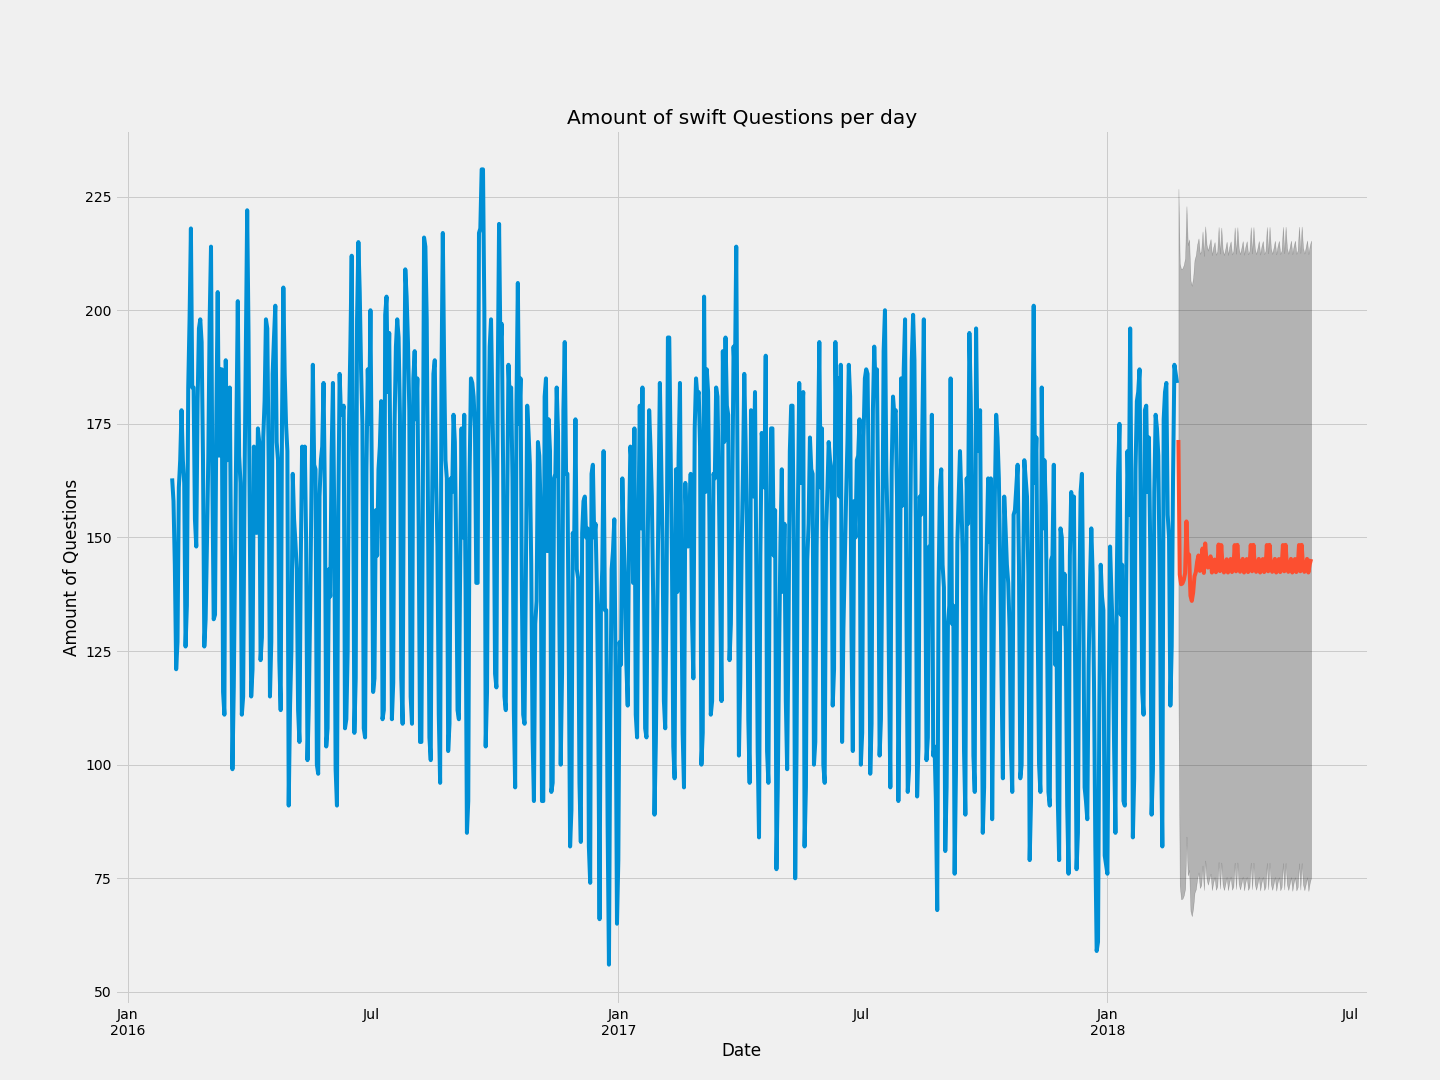 Amount of swift Questions per day
Amount of Questions
225
200
175
150
125
100
75
50
Jan
2016
Jul
Jan
2017
Jul
Jan
2018
Jul
Date